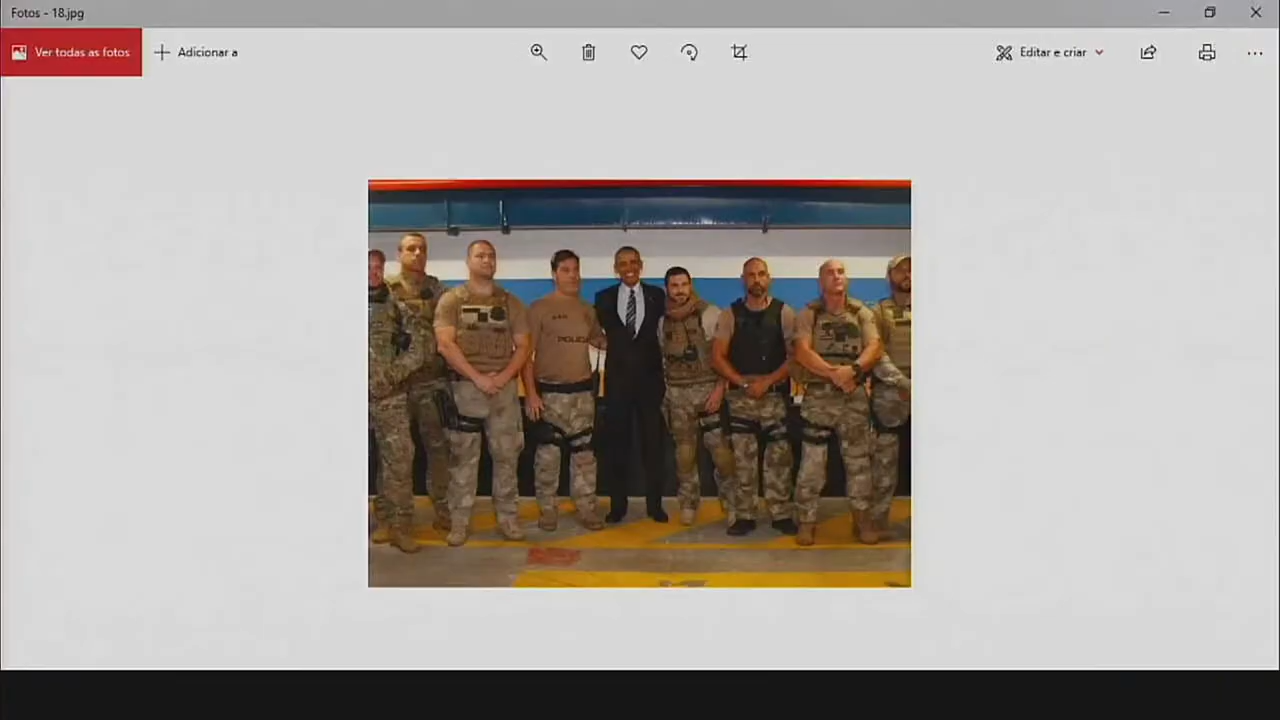 Fotos - 18.jpg
Ver todas as fotos
Adicionar a
Editar e criar
POLICIA